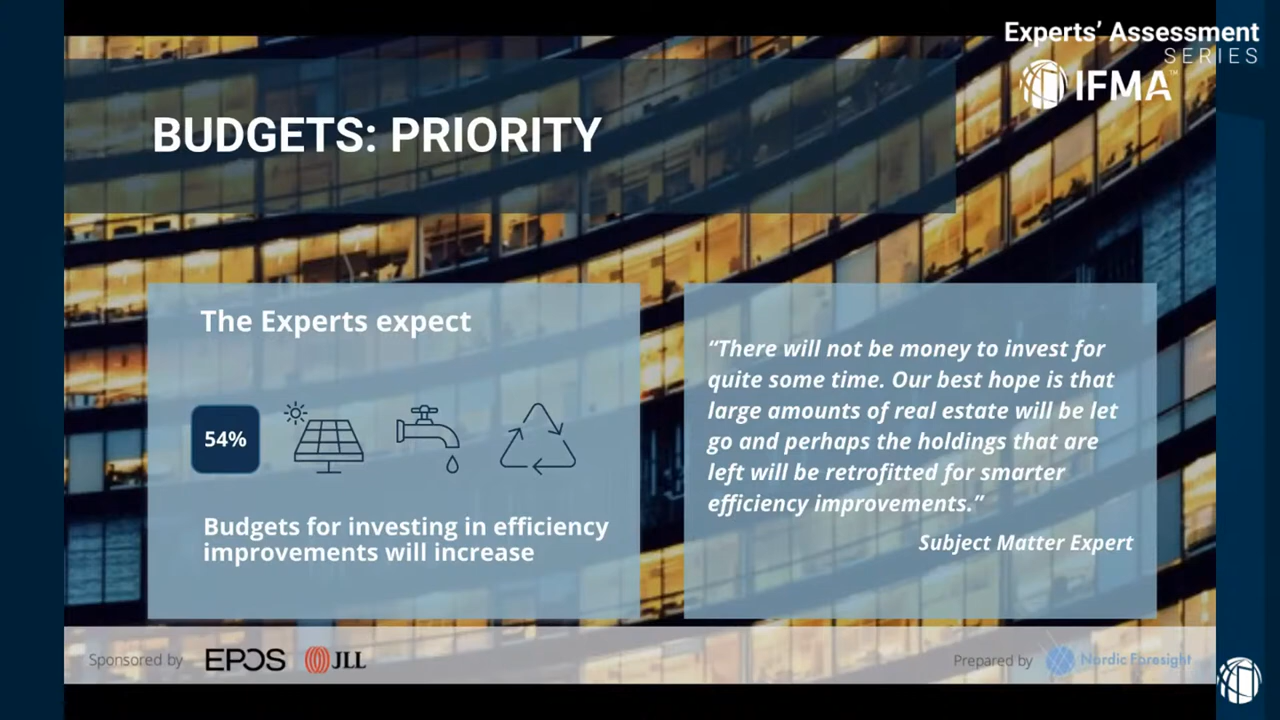 Experts’ Assessment
SERIES
IFMA™
BUDGETS: PRIORITY
The Experts expect
54%
Budgets for investing in efficiency
improvements will increase
“There will not be money to invest for
quite some time. Our best hope is that
large amounts of real estate will be let
go and perhaps the holdings that are
left will be retrofitted for smarter
efficiency improvements.”
Subject Matter Expert
Sponsored by EPOS JLL
Prepared by Nordic Foresight